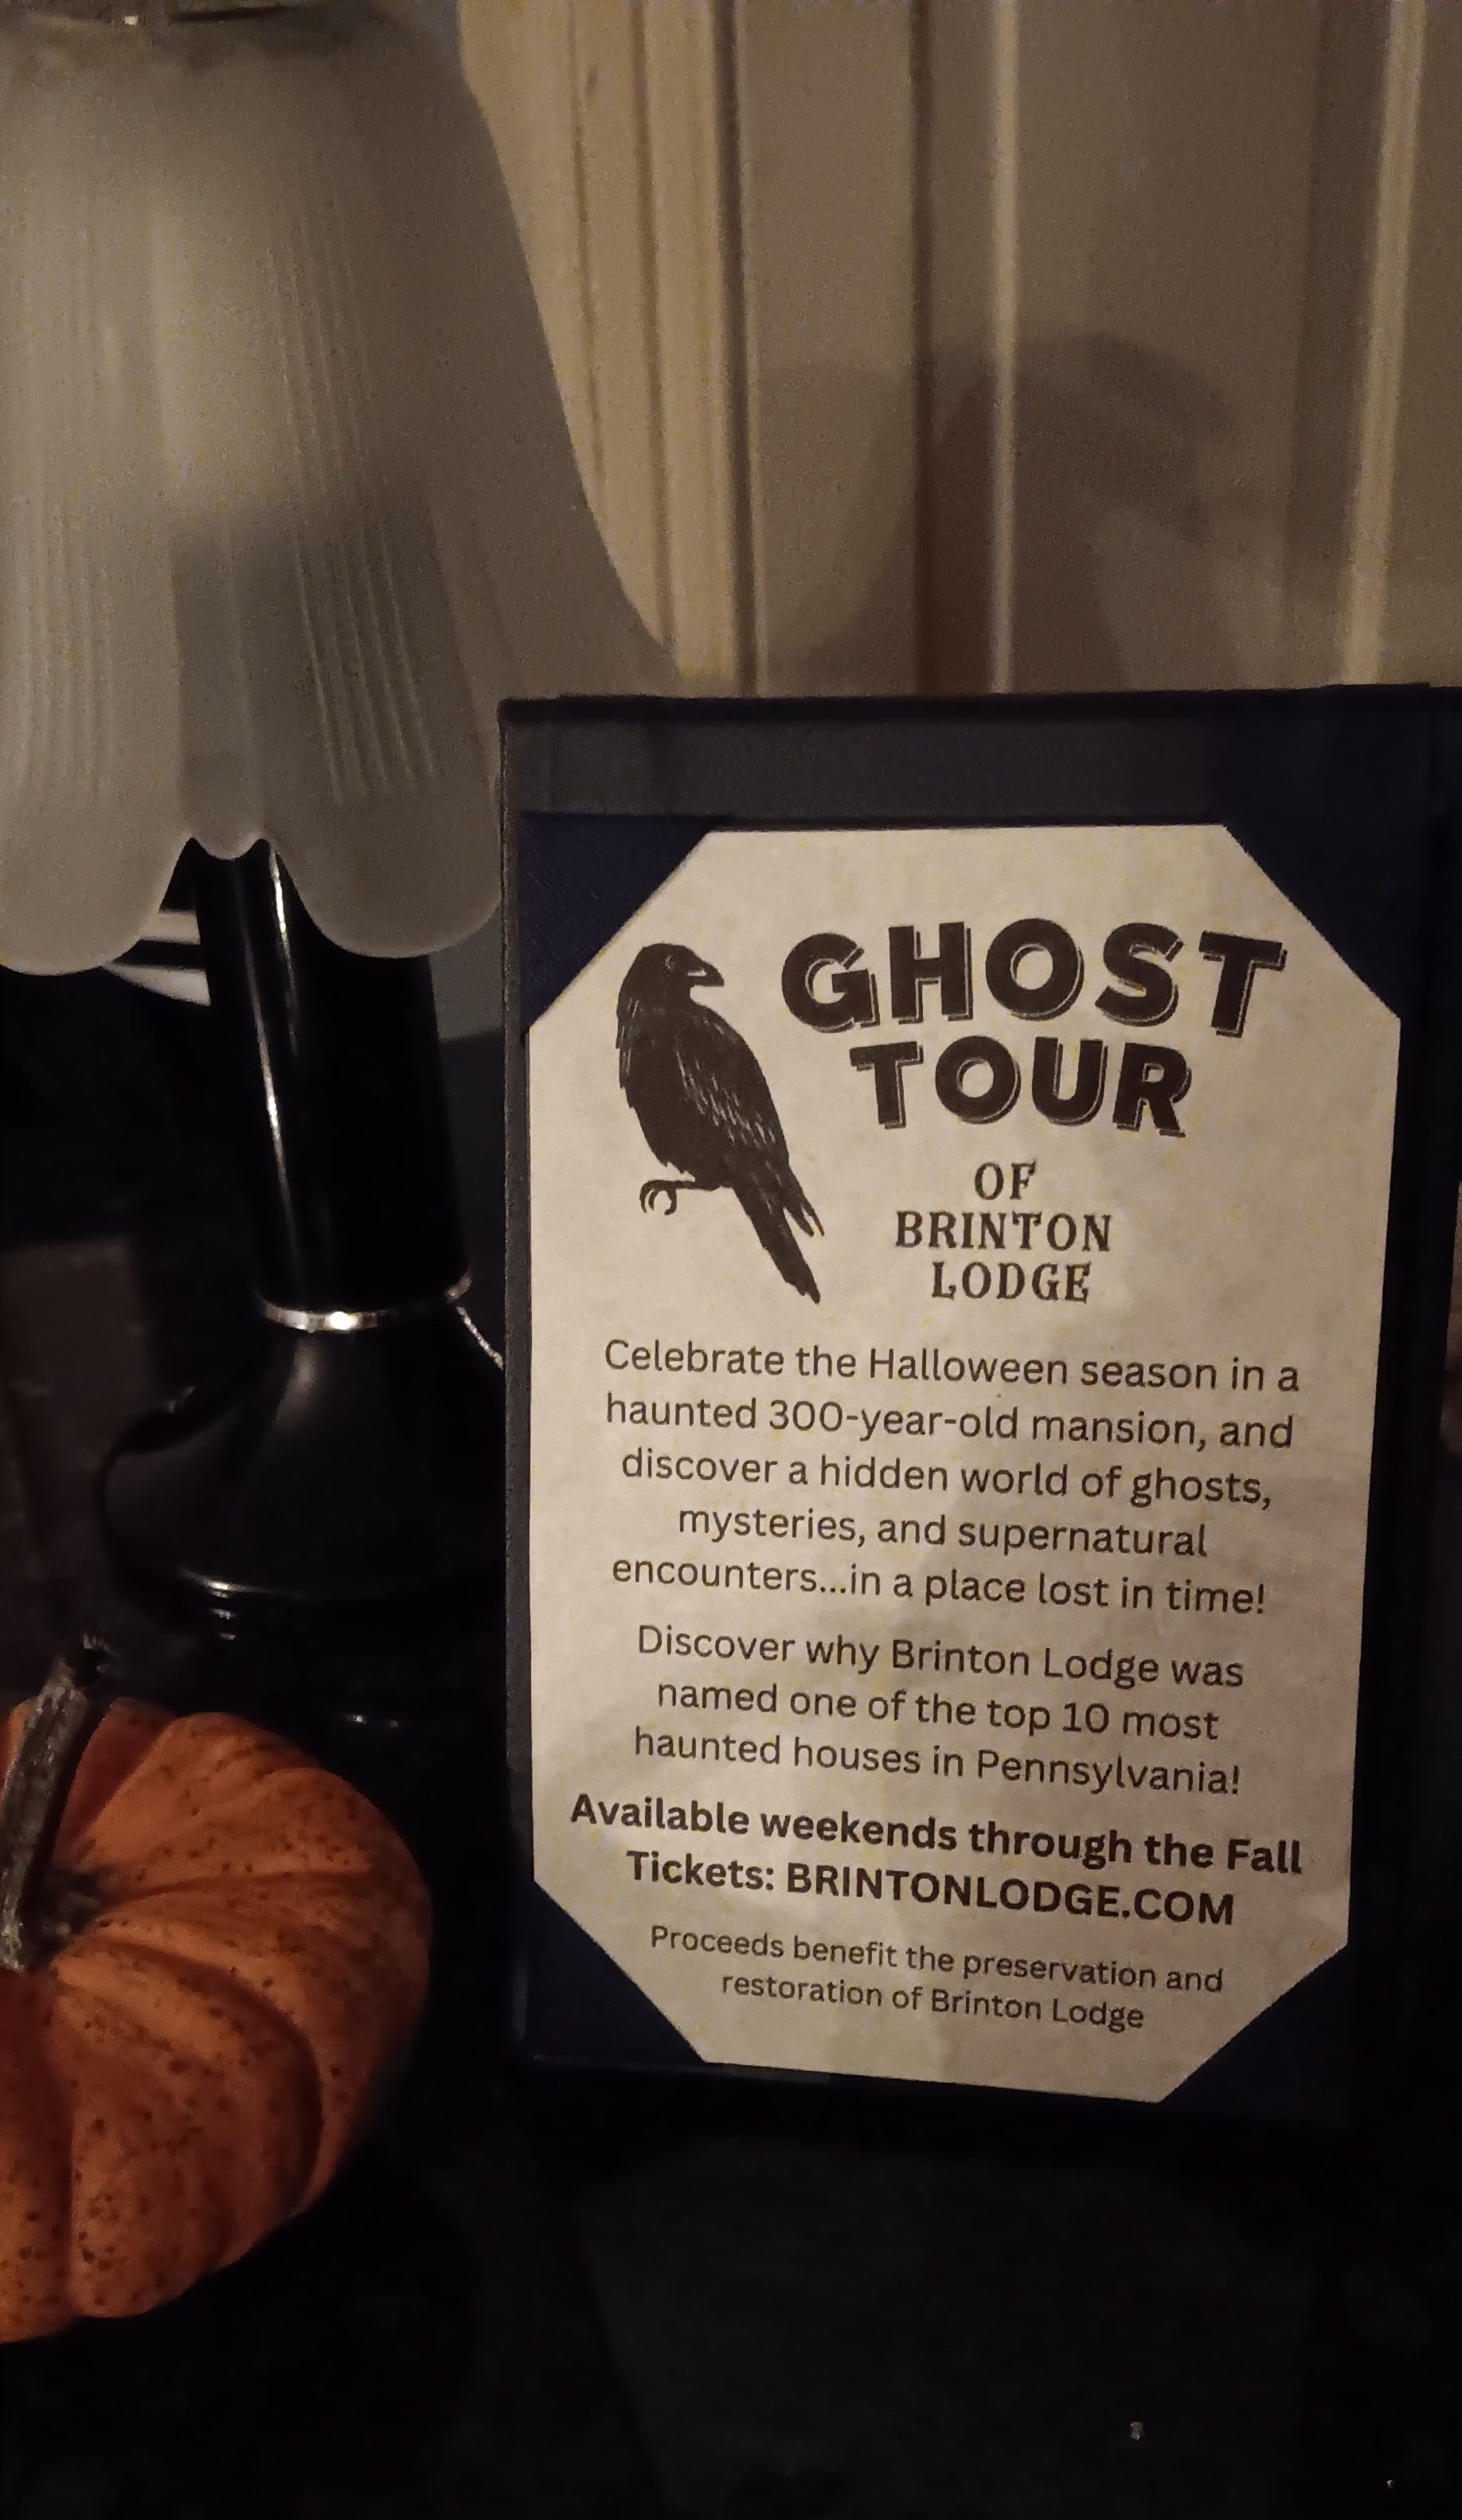 GHOST
TOUR
OF
BRINTON
LODGE
Celebrate the Halloween season in a
haunted 300-year-old mansion, and
discover a hidden world of ghosts,
mysteries, and supernatural
encounters...in a place lost in time!
Discover why Brinton Lodge was
named one of the top 10 most
haunted houses in Pennsylvania!
Available weekends through the Fall
Tickets: BRINTONLODGE.COM
Proceeds benefit the preservation and
restoration of Brinton Lodge